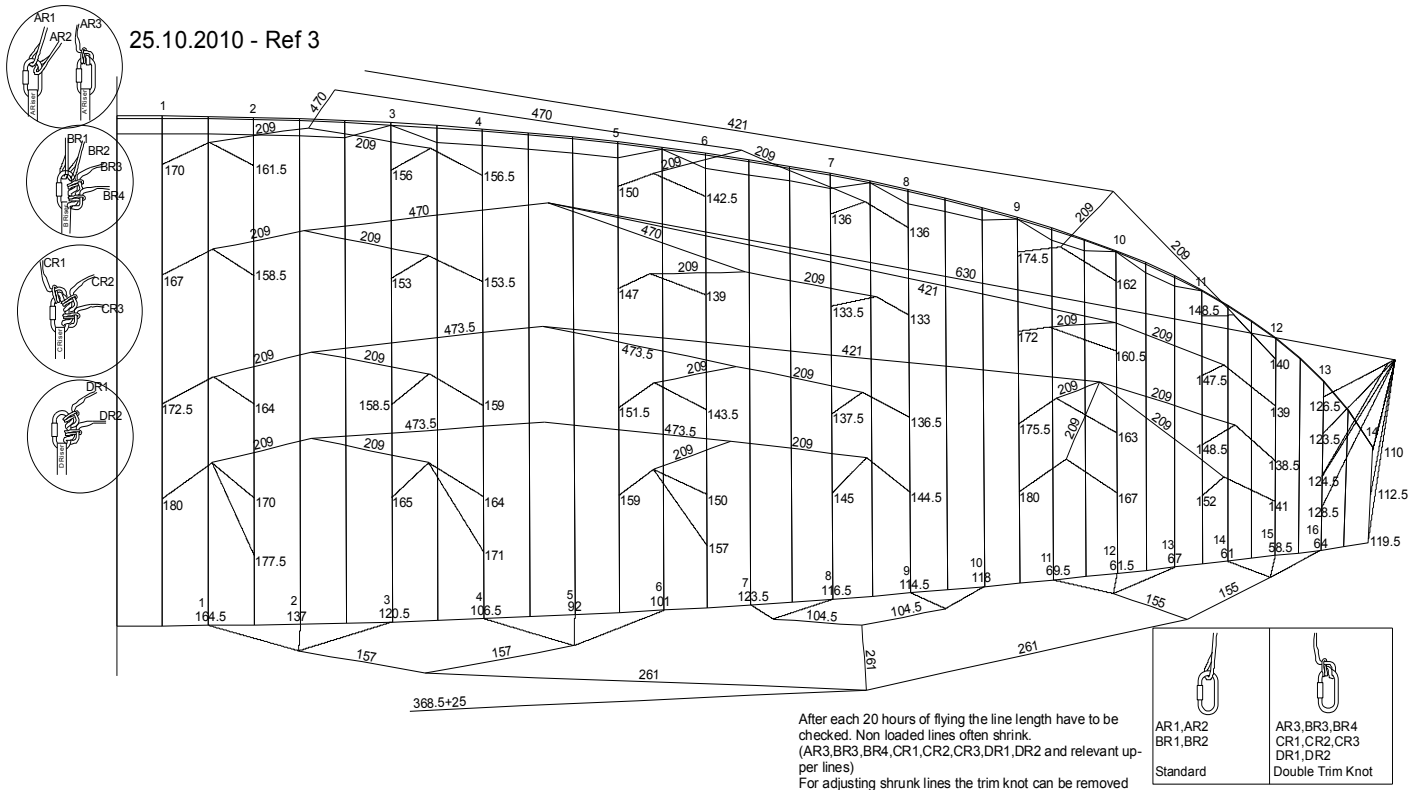 25.10.2010 - Ref 3
AR1 AR2 AR3
A Riser A' Riser
BR1 BR2 BR3 BR4
B Riser
CR1 CR2 CR3
C Riser
DR1 DR2
D Riser
1 2 3 4 5 6 7 8 9 10 11 12 13 14
470 470 421
209 209 209 209 209 209
170 161.5 156 156.5 150 142.5 136 136 174.5 162 148.5 140 126.5 110
470 470 421 630
209 209 209 209 209 209
167 158.5 153 153.5 147 139 133.5 133 172 160.5 147.5 139 123.5 112.5
473.5 473.5 421
209 209 209 209 209 209 209 209
172.5 164 158.5 159 151.5 143.5 137.5 136.5 175.5 163 148.5 138.5 124.5
473.5 473.5
209 209 209 209
180 170 165 164 159 150 145 144.5 180 167 152 141 128.5 119.5
177.5 171 157
1 2 3 4 5 6 7 8 9 10 11 12 13 14 15 16
164.5 137 120.5 106.5 92 101 123.5 116.5 114.5 118 69.5 61.5 67 61 58.5 64
157 157 104.5 104.5 155 155
261 261 261
368.5+25
After each 20 hours of flying the line length have to be
checked. Non loaded lines often shrink.
(AR3,BR3,BR4,CR1,CR2,CR3,DR1,DR2 and relevant up-
per lines)
For adjusting shrunk lines the trim knot can be removed
AR1,AR2
BR1,BR2
Standard
AR3,BR3,BR4
CR1,CR2,CR3
DR1,DR2
Double Trim Knot